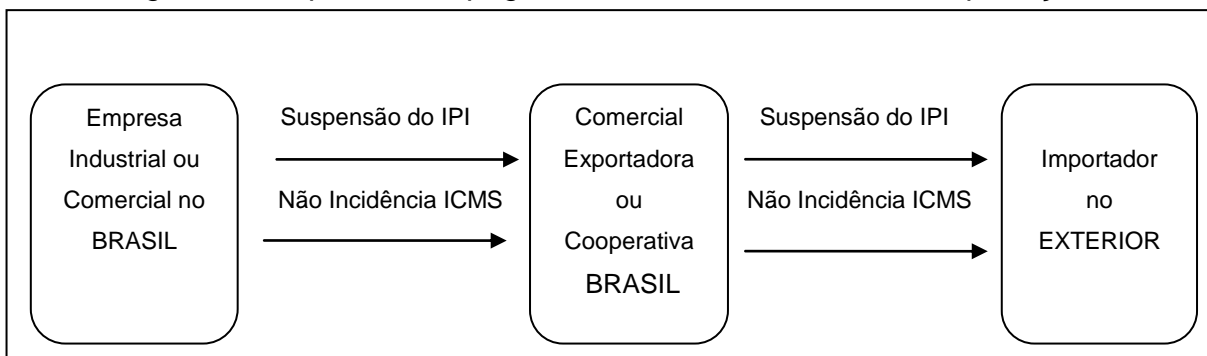 Empresa
Industrial ou
Comercial no
BRASIL
Suspensão do IPI
Não Incidência ICMS
Comercial
Exportadora
ou
Cooperativa
BRASIL
Suspensão do IPI
Não Incidência ICMS
Importador
no
EXTERIOR